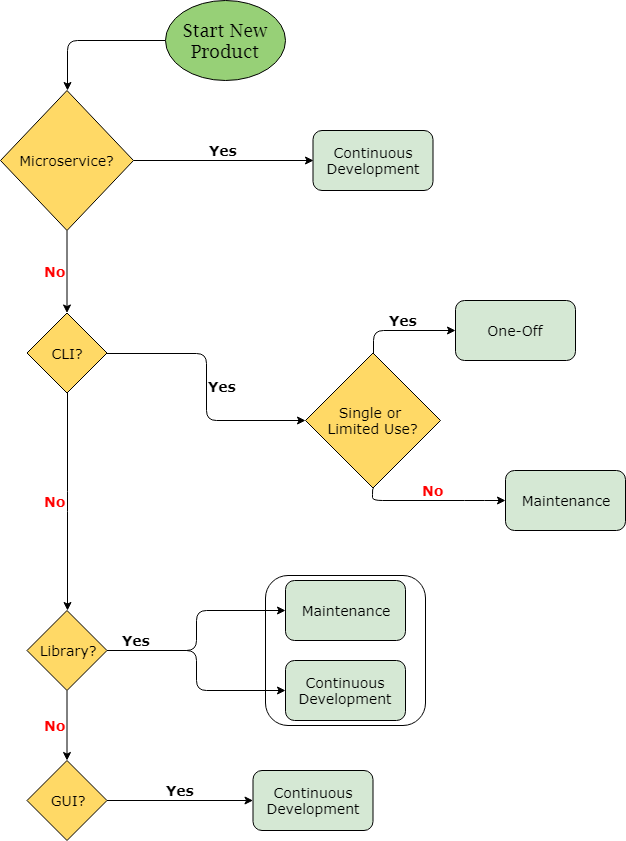 Start New
Product
Microservice?
Yes
Continuous
Development
No
CLI?
Yes
Single or
Limited Use?
Yes
One-Off
No
Maintenance
No
Library?
Yes
Maintenance
Continuous
Development
No
GUI?
Yes
Continuous
Development